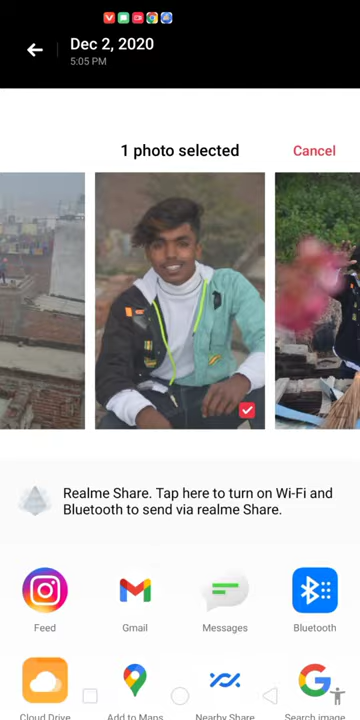 Dec 2, 2020
5:05 PM
1 photo selected
Cancel
Realme Share. Tap here to turn on Wi-Fi and
Bluetooth to send via realme Share.
Feed
Gmail
Messages
Bluetooth
Cloud Drive
Add to Maps
Nearby Share
Search image